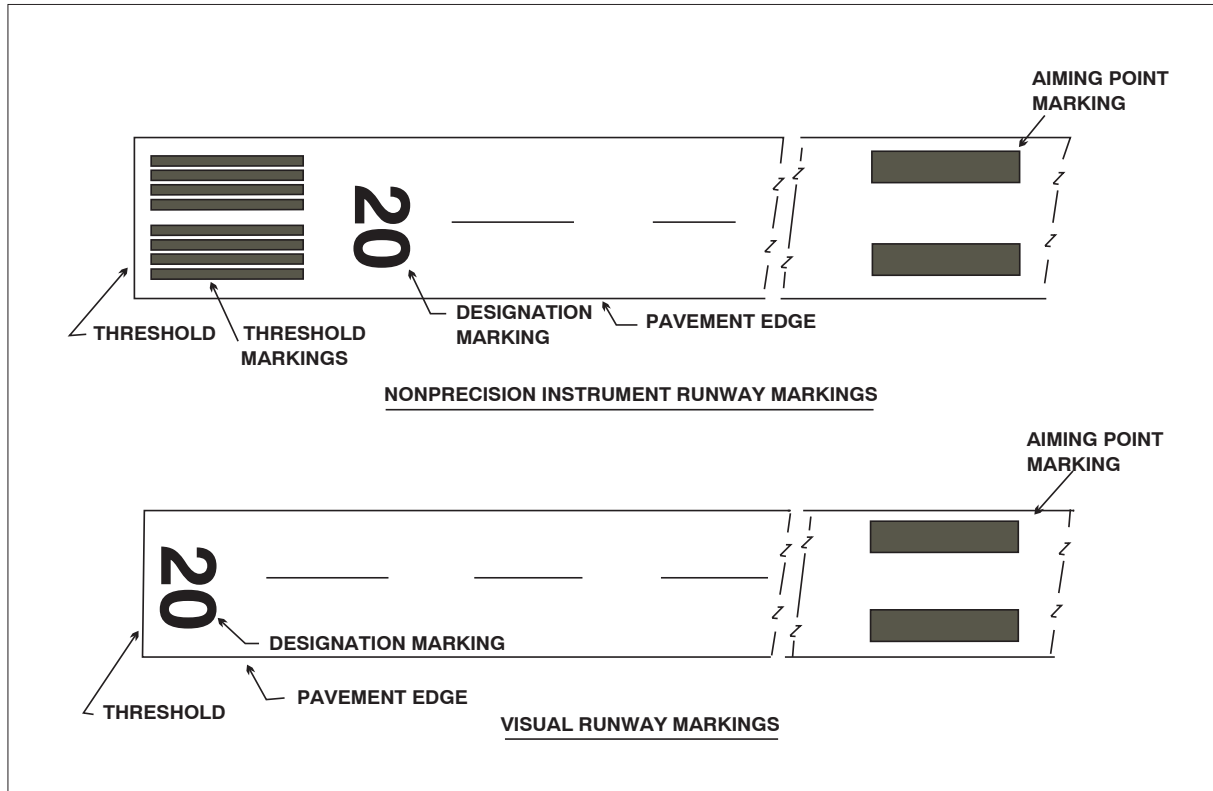 AIMING POINT
MARKING
20
THRESHOLD
THRESHOLD
MARKINGS
DESIGNATION
MARKING
PAVEMENT EDGE
NONPRECISION INSTRUMENT RUNWAY MARKINGS
AIMING POINT
MARKING
20
DESIGNATION MARKING
PAVEMENT EDGE
THRESHOLD
VISUAL RUNWAY MARKINGS